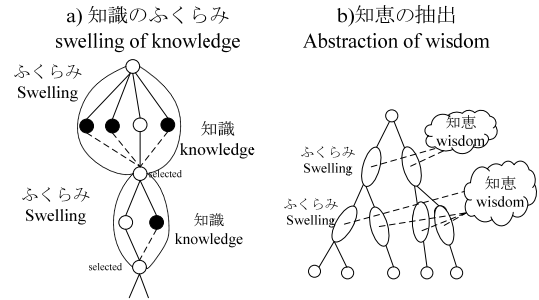 a) 知識のふくらみ
swelling of knowledge
ふくらみ
Swelling
知識
knowledge
selected
ふくらみ
Swelling
知識
knowledge
selected
b)知恵の抽出
Abstraction of wisdom
知恵
wisdom
ふくらみ
Swelling
知恵
wisdom
ふくらみ
Swelling